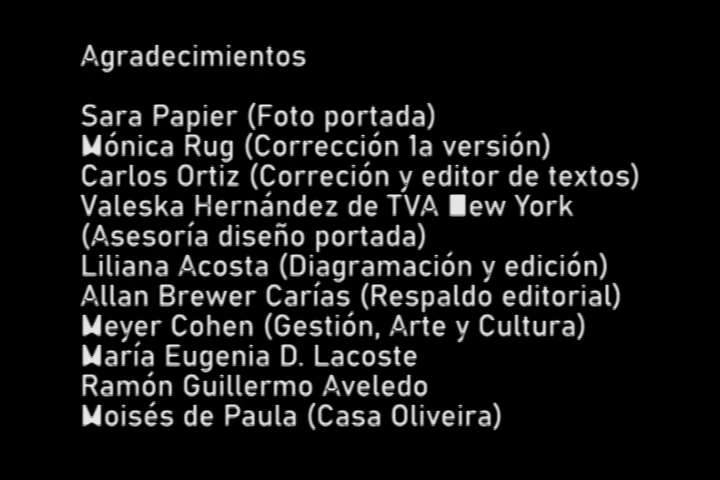 Agradecimientos
Sara Papier (Foto portada)
Mónica Rug (Corrección 1a versión)
Carlos Ortiz (Correción y editor de textos)
Valeska Hernández de TVA New York
(Asesoría diseño portada)
Liliana Acosta (Diagramación y edición)
Allan Brewer Carías (Respaldo editorial)
Meyer Cohen (Gestión, Arte y Cultura)
María Eugenia D. Lacoste
Ramón Guillermo Aveledo
Moisés de Paula (Casa Oliveira)